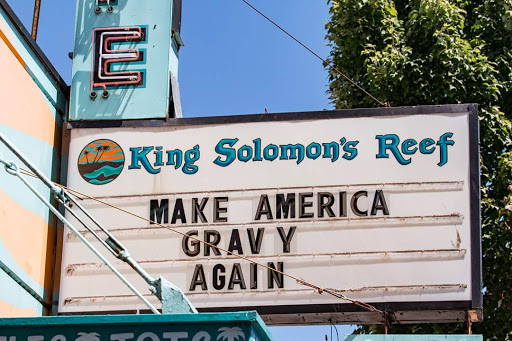 E
King Solomon's Reef
MAKE AMERICA
GRAVY
AGAIN